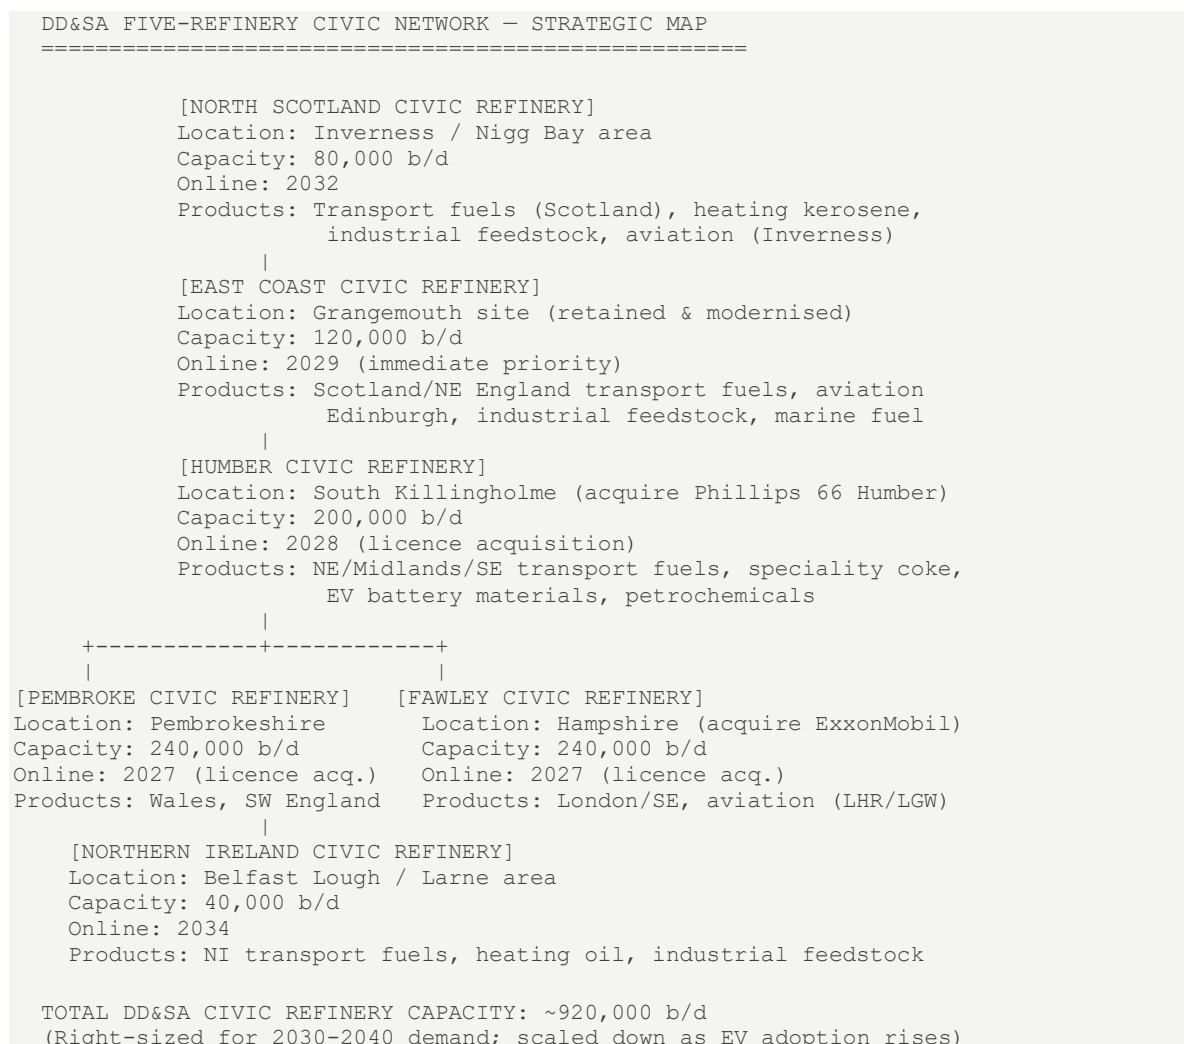 DD&SA FIVE-REFINERY CIVIC NETWORK — STRATEGIC MAP
====================================================
[NORTH SCOTLAND CIVIC REFINERY]
Location: Inverness / Nigg Bay area
Capacity: 80,000 b/d
Online: 2032
Products: Transport fuels (Scotland), heating kerosene,
industrial feedstock, aviation (Inverness)
|
[EAST COAST CIVIC REFINERY]
Location: Grangemouth site (retained & modernised)
Capacity: 120,000 b/d
Online: 2029 (immediate priority)
Products: Scotland/NE England transport fuels, aviation
Edinburgh, industrial feedstock, marine fuel
|
[HUMBER CIVIC REFINERY]
Location: South Killingholme (acquire Phillips 66 Humber)
Capacity: 200,000 b/d
Online: 2028 (licence acquisition)
Products: NE/Midlands/SE transport fuels, speciality coke,
EV battery materials, petrochemicals
|
+------------+------------+
| |
[PEMBROKE CIVIC REFINERY] [FAWLEY CIVIC REFINERY]
Location: Pembrokeshire Location: Hampshire (acquire ExxonMobil)
Capacity: 240,000 b/d Capacity: 240,000 b/d
Online: 2027 (licence acq.) Online: 2027 (licence acq.)
Products: Wales, SW England Products: London/SE, aviation (LHR/LGW)
|
[NORTHERN IRELAND CIVIC REFINERY]
Location: Belfast Lough / Larne area
Capacity: 40,000 b/d
Online: 2034
Products: NI transport fuels, heating oil, industrial feedstock
TOTAL DD&SA CIVIC REFINERY CAPACITY: ~920,000 b/d
(Right-sized for 2030-2040 demand; scaled down as EV adoption rises)